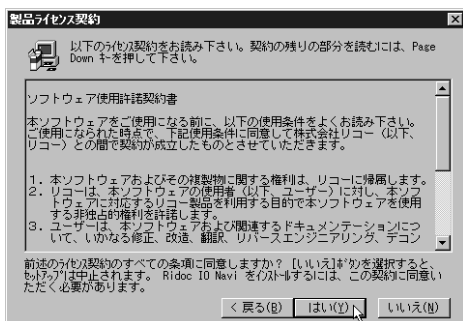 製品ライセンス契約
以下のライセンス契約をお読み下さい。契約の残りの部分を読むには、Page
Down キーを押して下さい。
ソフトウェア使用許諾契約書
本ソフトウェアをご使用になる前に、以下の使用条件をよくお読み下さい。
ご使用になられた時点で、下記使用条件に同意して株式会社リコー（以下、
リコー）との間で契約が成立したものとさせていただきます。
1. 本ソフトウェアおよびその複製物に関する権利は、リコーに帰属します。
2. リコーは、本ソフトウェアの使用者（以下、ユーザー）に対し、本ソフ
トウェアに対応するリコー製品を利用する目的で本ソフトウェアを使用
する非独占的権利を許諾します。
3. ユーザーは、本ソフトウェアおよび関連するドキュメンテーションにつ
いて、いかなる修正、改造、翻訳、リバースエンジニアリング、デコン
前述のライセンス契約のすべての条項に同意しますか？ [いいえ]ボタンを選択すると、
セットアップは中止されます。 Ridoc IO Navi をインストールするには、この契約に同意い
ただく必要があります。
< 戻る(B) はい(Y) いいえ(N)